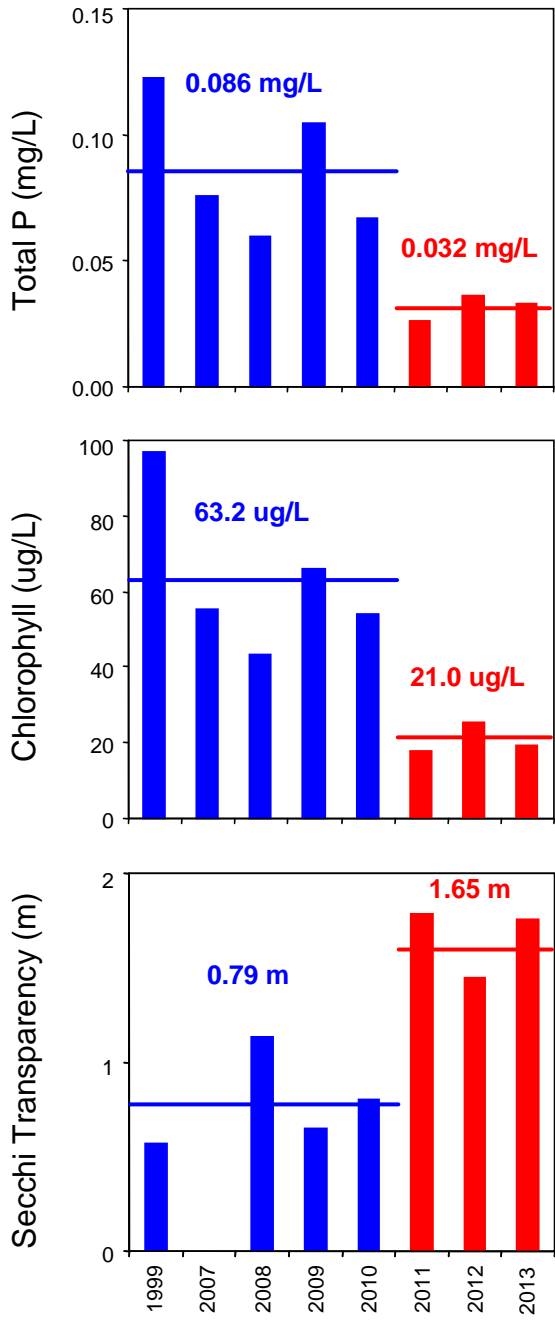 Total P (mg/L)
0.15
0.10
0.05
0.00
0.086 mg/L
0.032 mg/L
Chlorophyll (ug/L)
100
80
60
40
20
0
63.2 ug/L
21.0 ug/L
Secchi Transparency (m)
2
1
0
0.79 m
1.65 m
1999
2007
2008
2009
2010
2011
2012
2013